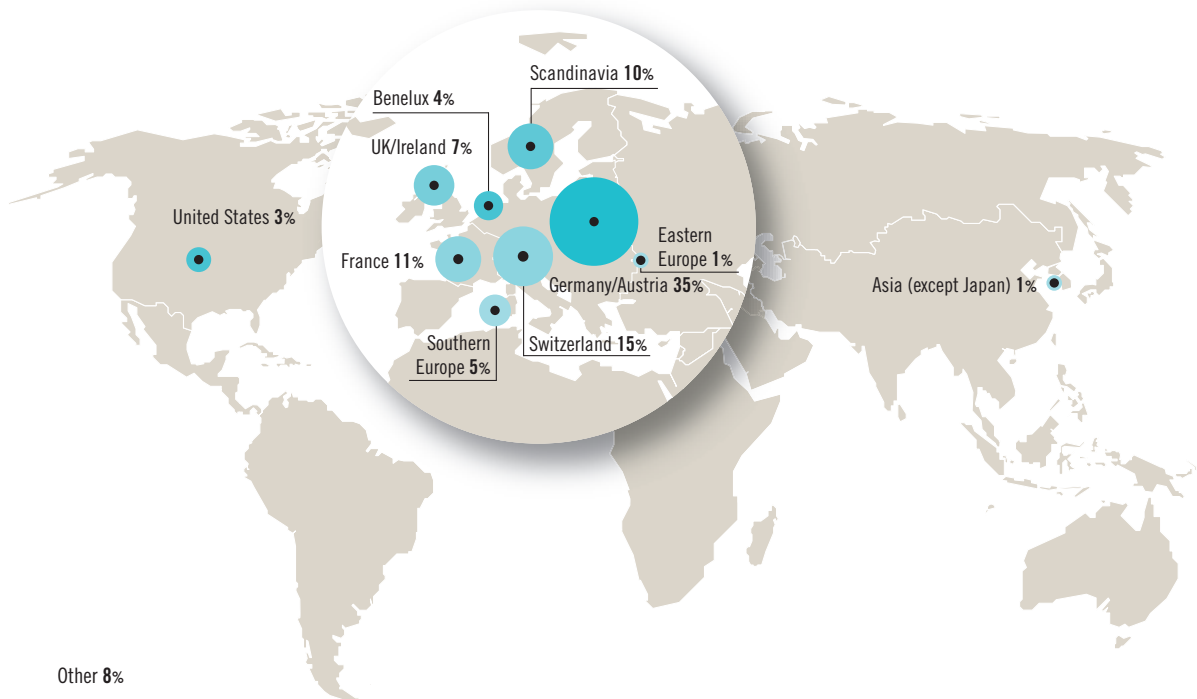 Scandinavia 10%
Benelux 4%
UK/Ireland 7%
United States 3%
Eastern
Europe 1%
France 11%
Germany/Austria 35%
Asia (except Japan) 1%
Southern
Europe 5%
Switzerland 15%
Other 8%